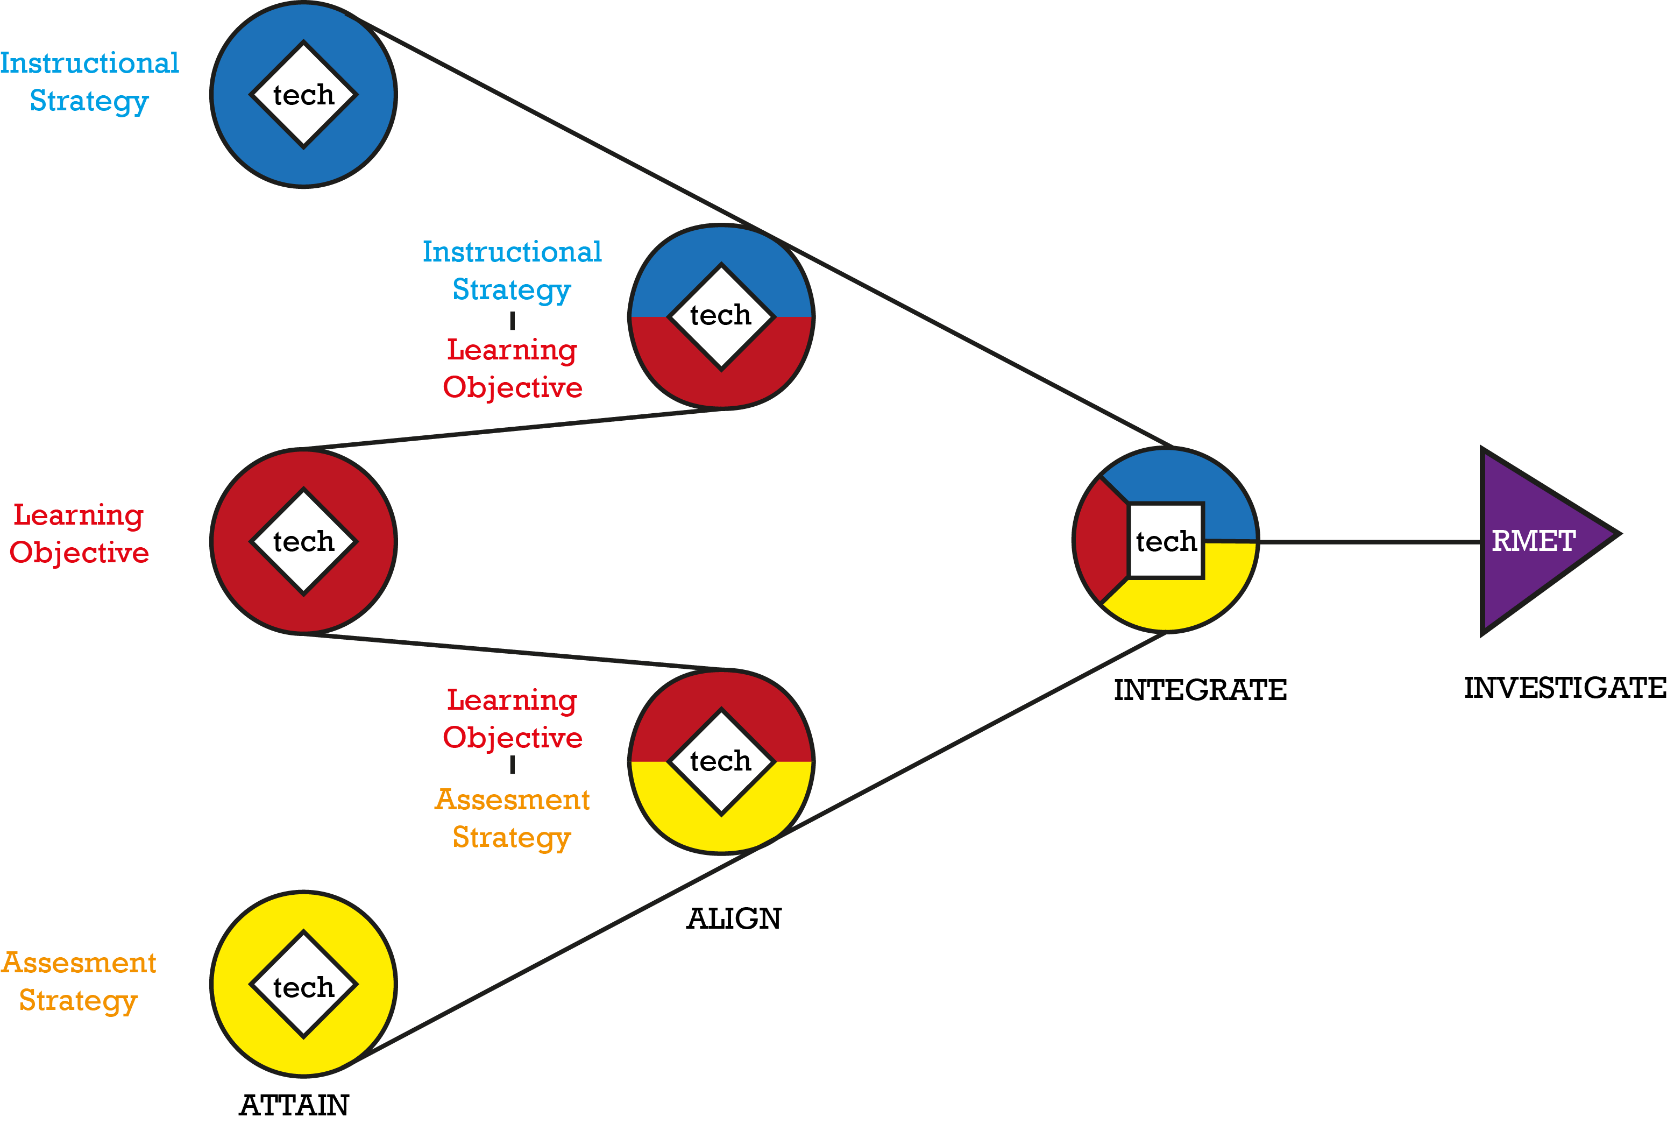 Instructional
Strategy
tech
Instructional
Strategy
Learning
Objective
tech
Learning
Objective
tech
tech
RMET
INTEGRATE
INVESTIGATE
Learning
Objective
Assesment
Strategy
tech
ALIGN
Assesment
Strategy
tech
ATTAIN